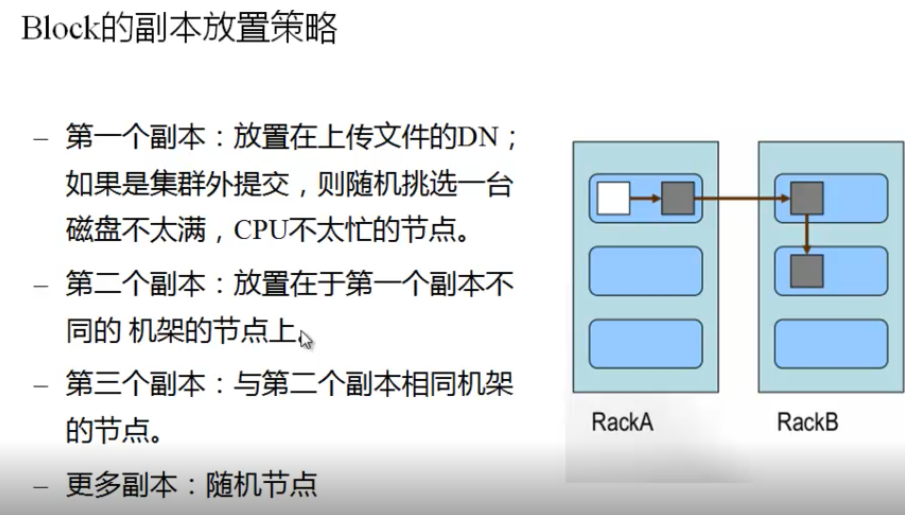 Block的副本放置策略
– 第一个副本：放置在上传文件的DN；
如果是集群外提交，则随机挑选一台
磁盘不太满，CPU不太忙的节点。
– 第二个副本：放置在于第一个副本不
同的 机架的节点上。
– 第三个副本：与第二个副本相同机架
的节点。
– 更多副本：随机节点
RackA
RackB